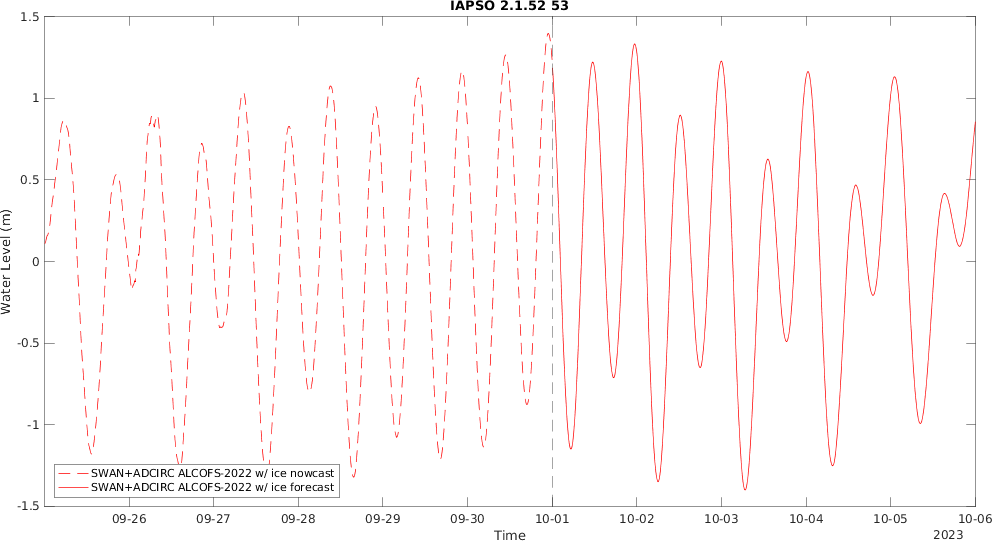 IAPSO 2.1.52 53
1.5
1
0.5
0
-0.5
-1
-1.5
Water Level (m)
SWAN+ADCIRC ALCOFS-2022 w/ ice nowcast
SWAN+ADCIRC ALCOFS-2022 w/ ice forecast
09-26 09-27 09-28 09-29 09-30 10-01 10-02 10-03 10-04 10-05 10-06
Time
2023